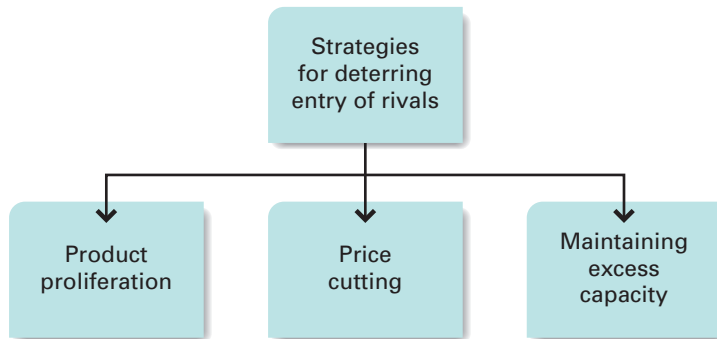 Strategies
for deterring
entry of rivals
Product
proliferation
Price
cutting
Maintaining
excess
capacity